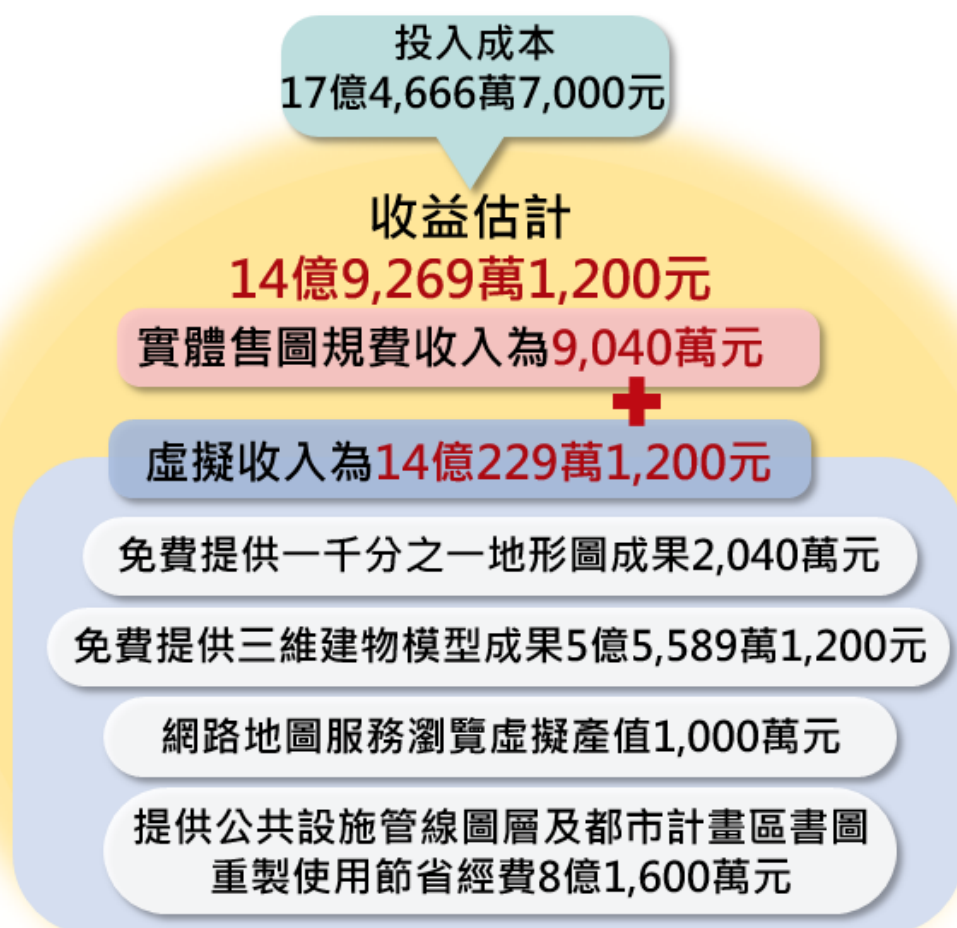 投入成本
17億4,666萬7,000元
收益估計
14億9,269萬1,200元
實體售圖規費收入為9,040萬元
虛擬收入為14億229萬1,200元
免費提供一千分之一地形圖成果2,040萬元
免費提供三維建物模型成果5億5,589萬1,200元
網路地圖服務瀏覽虛擬產值1,000萬元
提供公共設施管線圖層及都市計畫區書圖
重製使用節省經費8億1,600萬元